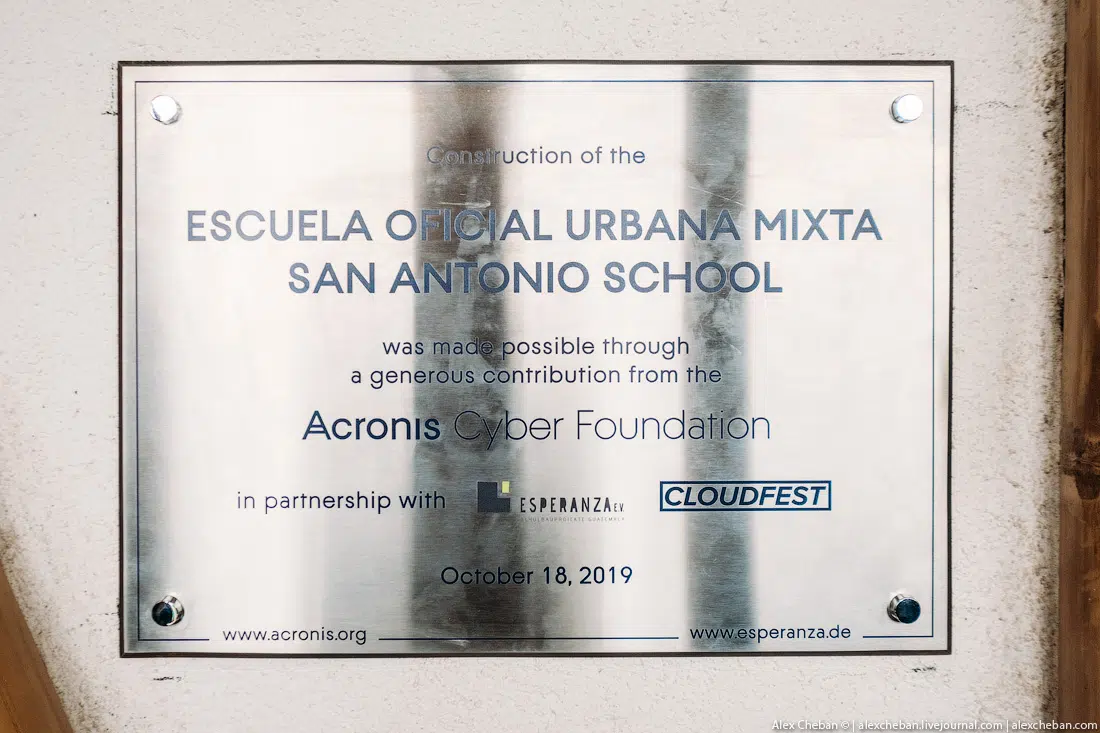 Construction of the
ESCUELA OFICIAL URBANA MIXTA
SAN ANTONIO SCHOOL
was made possible through
a generous contribution from the
Acronis Cyber Foundation
in partnership with ESPERANZA E.V. CLOUDFEST
SCHULBAUPROJEKTE GUATEMALA
October 18, 2019
www.acronis.org www.esperanza.de
Alex Cheban © | alexcheban.livejournal.com | alexcheban.com